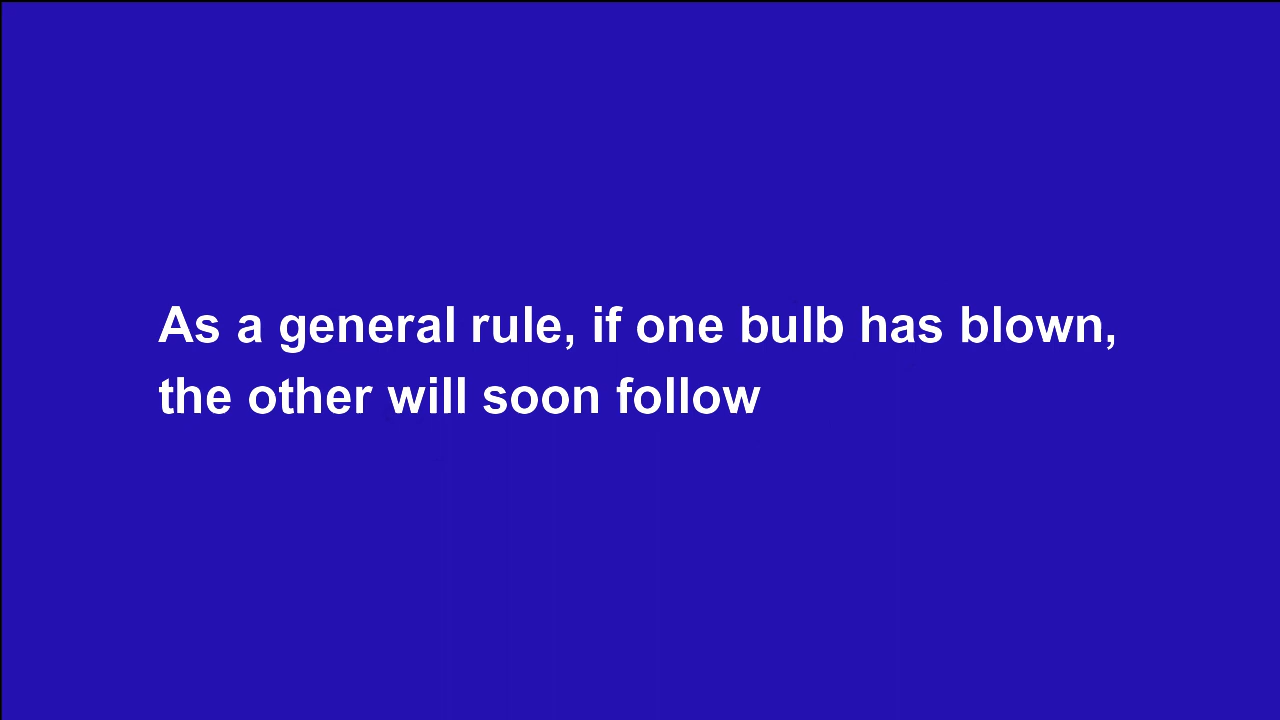 As a general rule, if one bulb has blown,
the other will soon follow